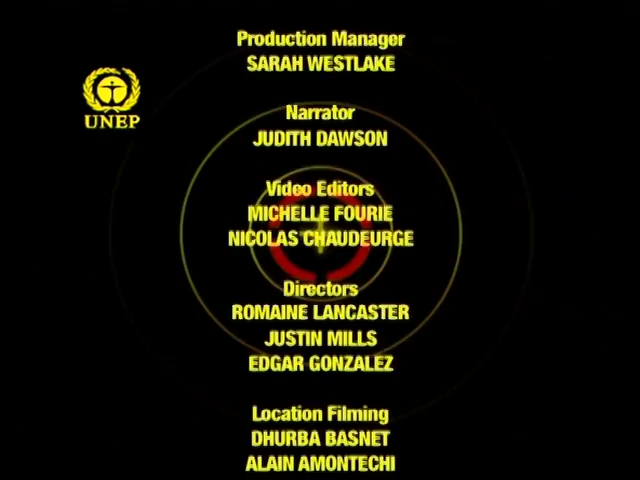 Production Manager
SARAH WESTLAKE
UNEP
Narrator
JUDITH DAWSON
Video Editors
MICHELLE FOURIE
NICOLAS CHAUDEURGE
Directors
ROMAINE LANCASTER
JUSTIN MILLS
EDGAR GONZALEZ
Location Filming
DHURBA BASNET
ALAIN AMONTECHI